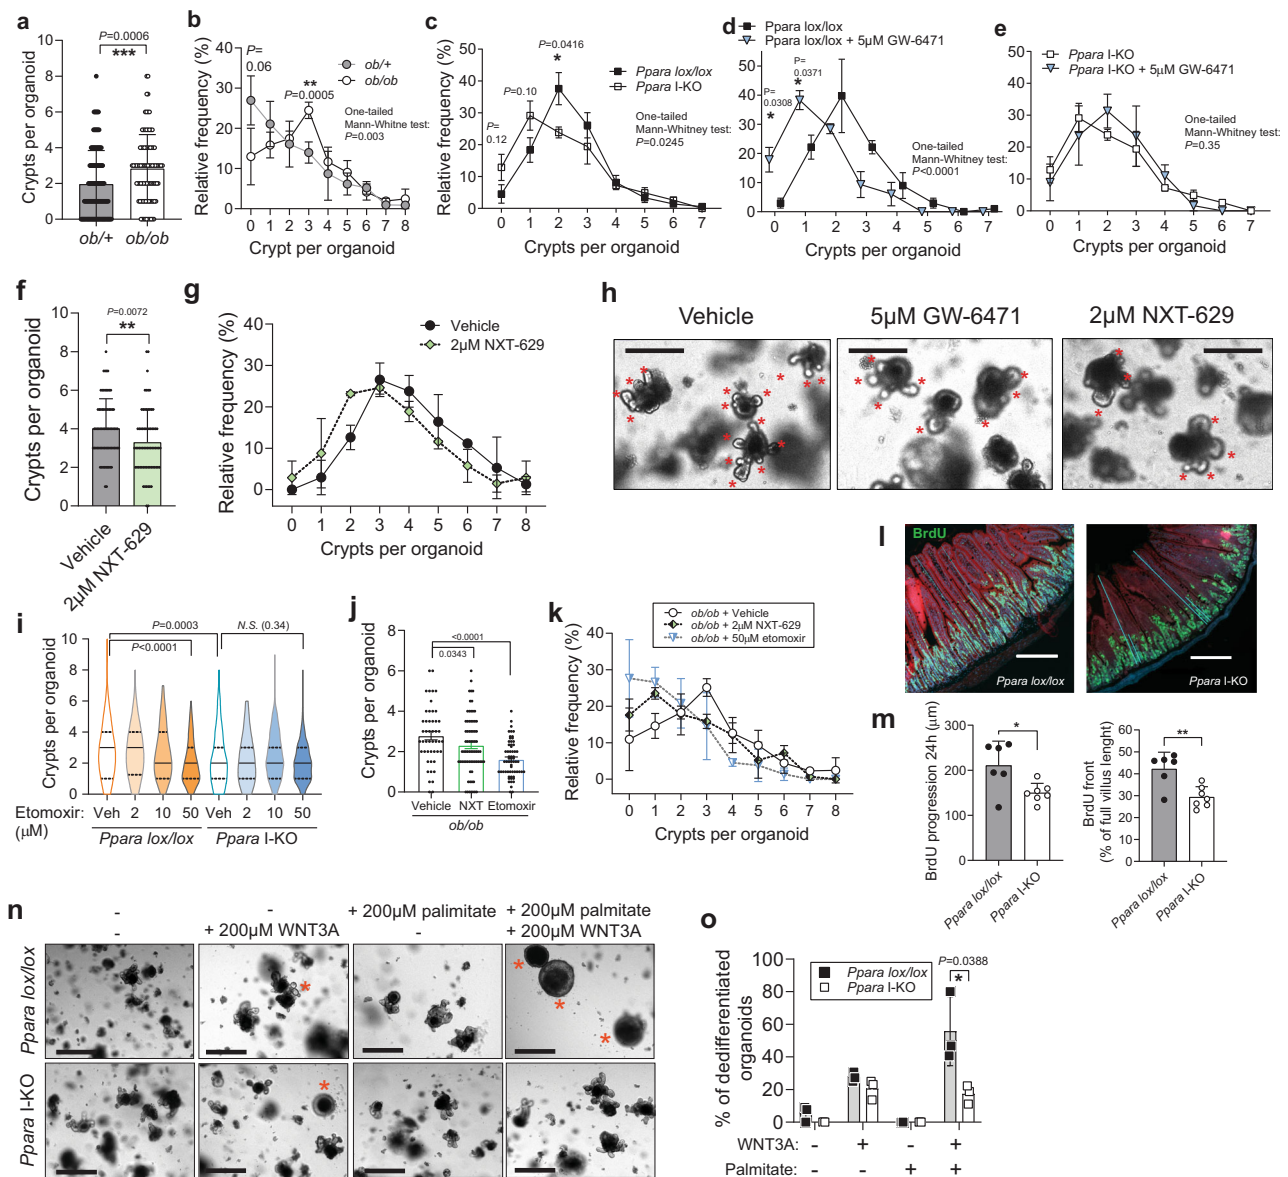 a
P=0.0006
***
Crypts per organoid
10
8
6
4
2
0
ob/+
ob/ob
b
Relative frequency (%)
40
30
20
10
0
P=
0.06
**
P=0.0005
ob/+
ob/ob
One-tailed
Mann-Whitne test:
P=0.003
0 1 2 3 4 5 6 7 8
Crypt per organoid
c
Relative frequency (%)
50
40
30
20
10
0
P=0.0416
*
P=0.10
P=
0.12
Ppara lox/lox
Ppara I-KO
One-tailed
Mann-Whitney test:
P=0.0245
0 1 2 3 4 5 6 7
Crypts per organoid
d
Ppara lox/lox
Ppara lox/lox + 5µM GW-6471
50
40
30
20
10
0
P=
0.0371
*
P=
0.0308
*
One-tailed
Mann-Whitney test:
P<0.0001
0 1 2 3 4 5 6 7
Crypts per organoid
e
Ppara I-KO
Ppara I-KO + 5µM GW-6471
50
40
30
20
10
0
One-tailed
Mann-Whitney test:
P=0.35
0 1 2 3 4 5 6 7
Crypts per organoid
f
P=0.0072
**
Crypts per organoid
10
8
6
4
2
0
Vehicle
2µM NXT-629
g
Relative frequency (%)
40
30
20
10
0
Vehicle
2µM NXT-629
0 1 2 3 4 5 6 7 8
Crypts per organoid
h
Vehicle
5µM GW-6471
2µM NXT-629
i
Crypts per organoid
10
8
6
4
2
0
P=0.0003
P<0.0001
N.S. (0.34)
Etomoxir: Veh 2 10 50 Veh 2 10 50
(µM)
Ppara lox/lox
Ppara I-KO
j
Crypts per organoid
8
6
4
2
0
<0.0001
0.0343
Vehicle NXT Etomoxir
ob/ob
k
ob/ob + Vehicle
ob/ob + 2µM NXT-629
ob/ob + 50µM etomoxir
Relative frequency (%)
40
30
20
10
0
0 1 2 3 4 5 6 7 8
Crypts per organoid
l
BrdU
Ppara lox/lox
Ppara I-KO
m
BrdU progression 24h (µm)
300
200
100
0
*
Ppara lox/lox
Ppara I-KO
BrdU front
(% of full villus lenght)
60
50
40
30
20
10
0
**
Ppara lox/lox
Ppara I-KO
n
-
-
-
+ 200µM WNT3A
+ 200µM palmitate
-
+ 200µM palmitate
+ 200µM WNT3A
Ppara lox/lox
Ppara I-KO
o
Ppara lox/lox
Ppara I-KO
P=0.0388
*
% of dedifferentiated
organoids
100
80
60
40
20
0
WNT3A: - + - +
Palmitate: - - + +